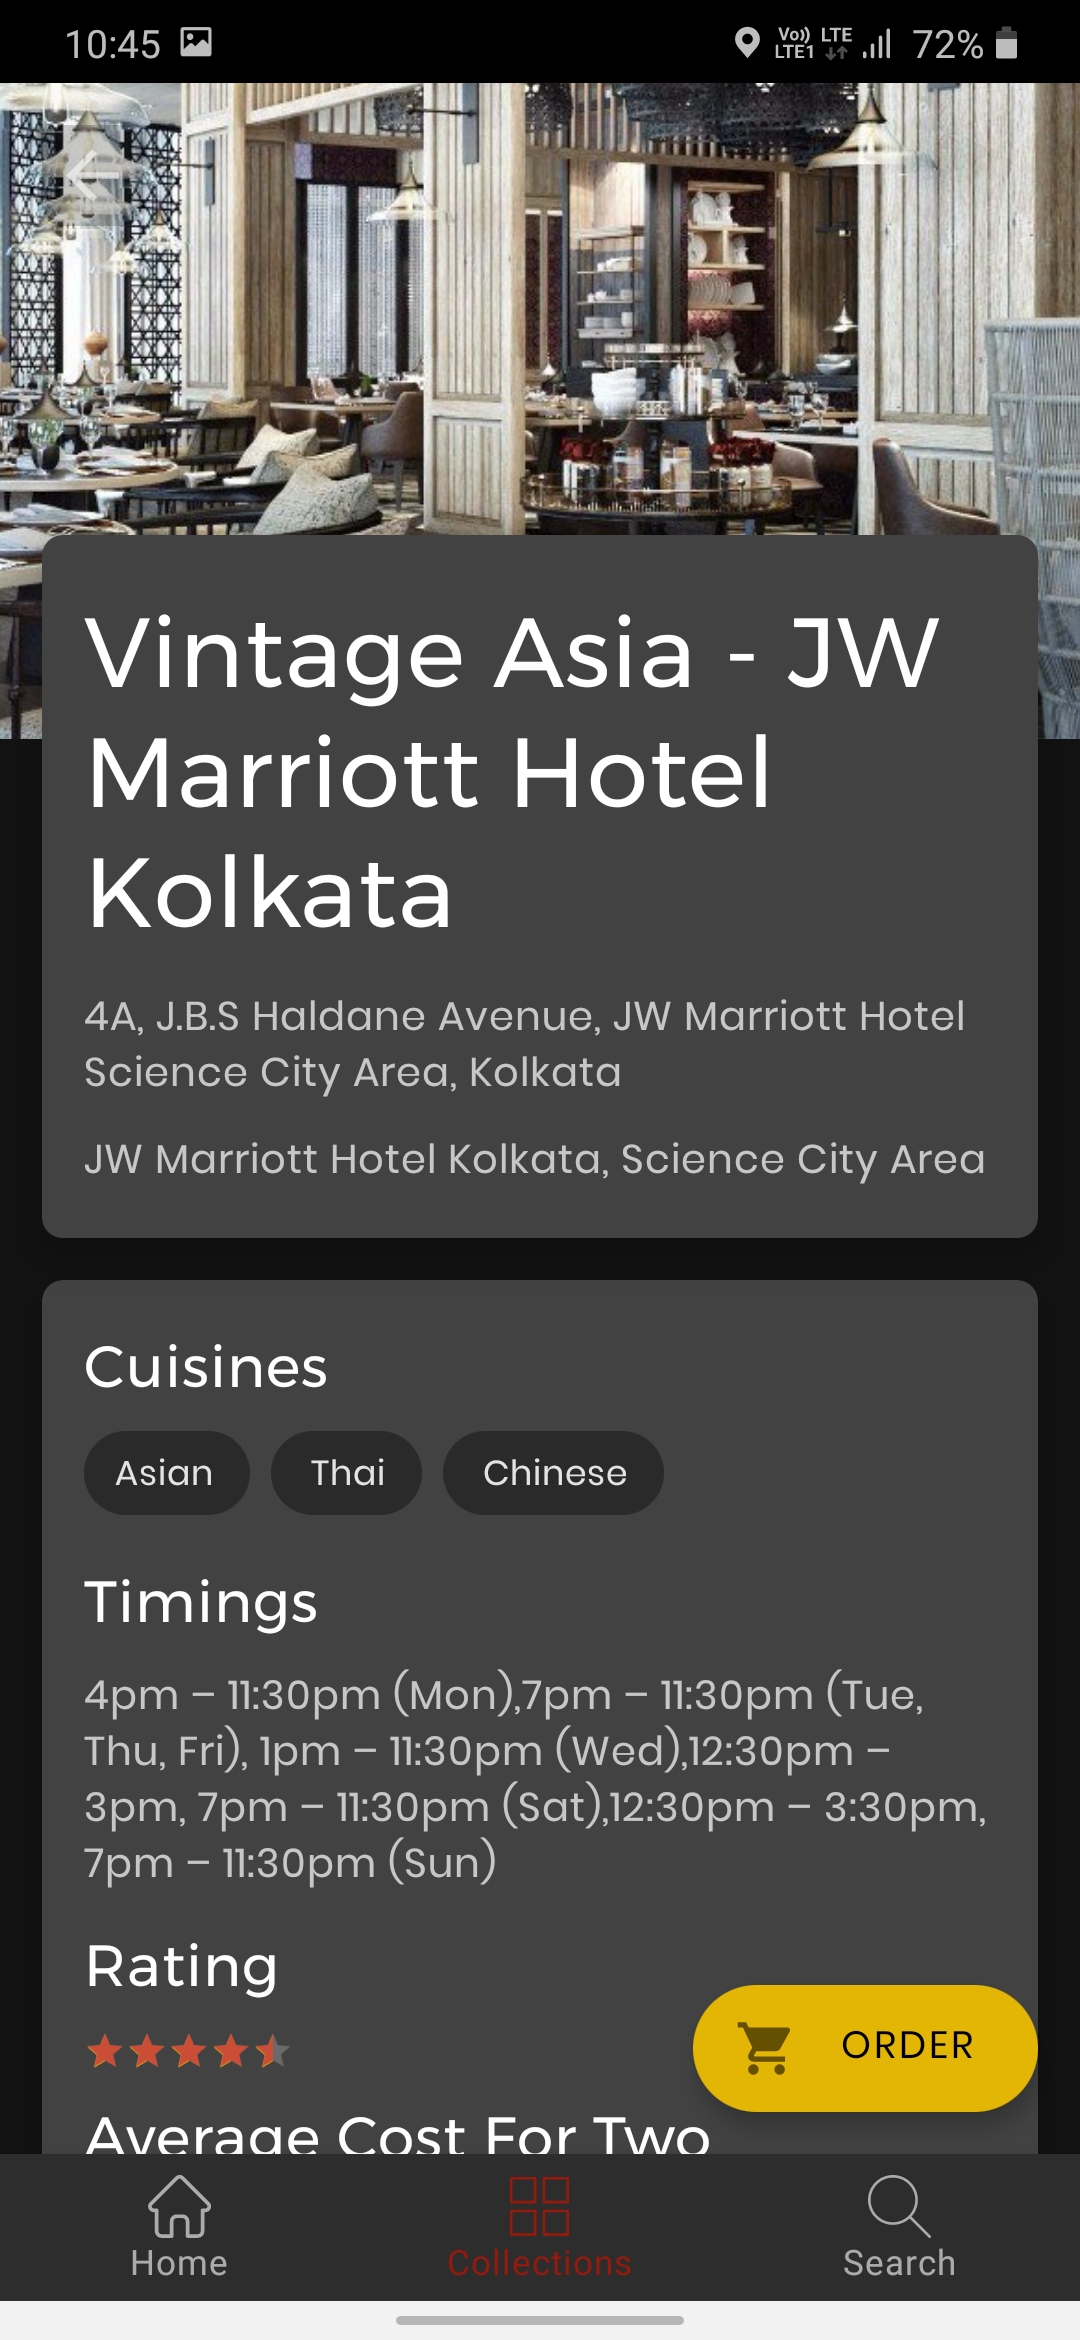 10:45
Vo)) LTE
LTE1
72%
Vintage Asia - JW
Marriott Hotel
Kolkata
4A, J.B.S Haldane Avenue, JW Marriott Hotel
Science City Area, Kolkata
JW Marriott Hotel Kolkata, Science City Area
Cuisines
Asian Thai Chinese
Timings
4pm – 11:30pm (Mon),7pm – 11:30pm (Tue,
Thu, Fri), 1pm – 11:30pm (Wed),12:30pm –
3pm, 7pm – 11:30pm (Sat),12:30pm – 3:30pm,
7pm – 11:30pm (Sun)
Rating
ORDER
Average Cost For Two
Home Collections Search